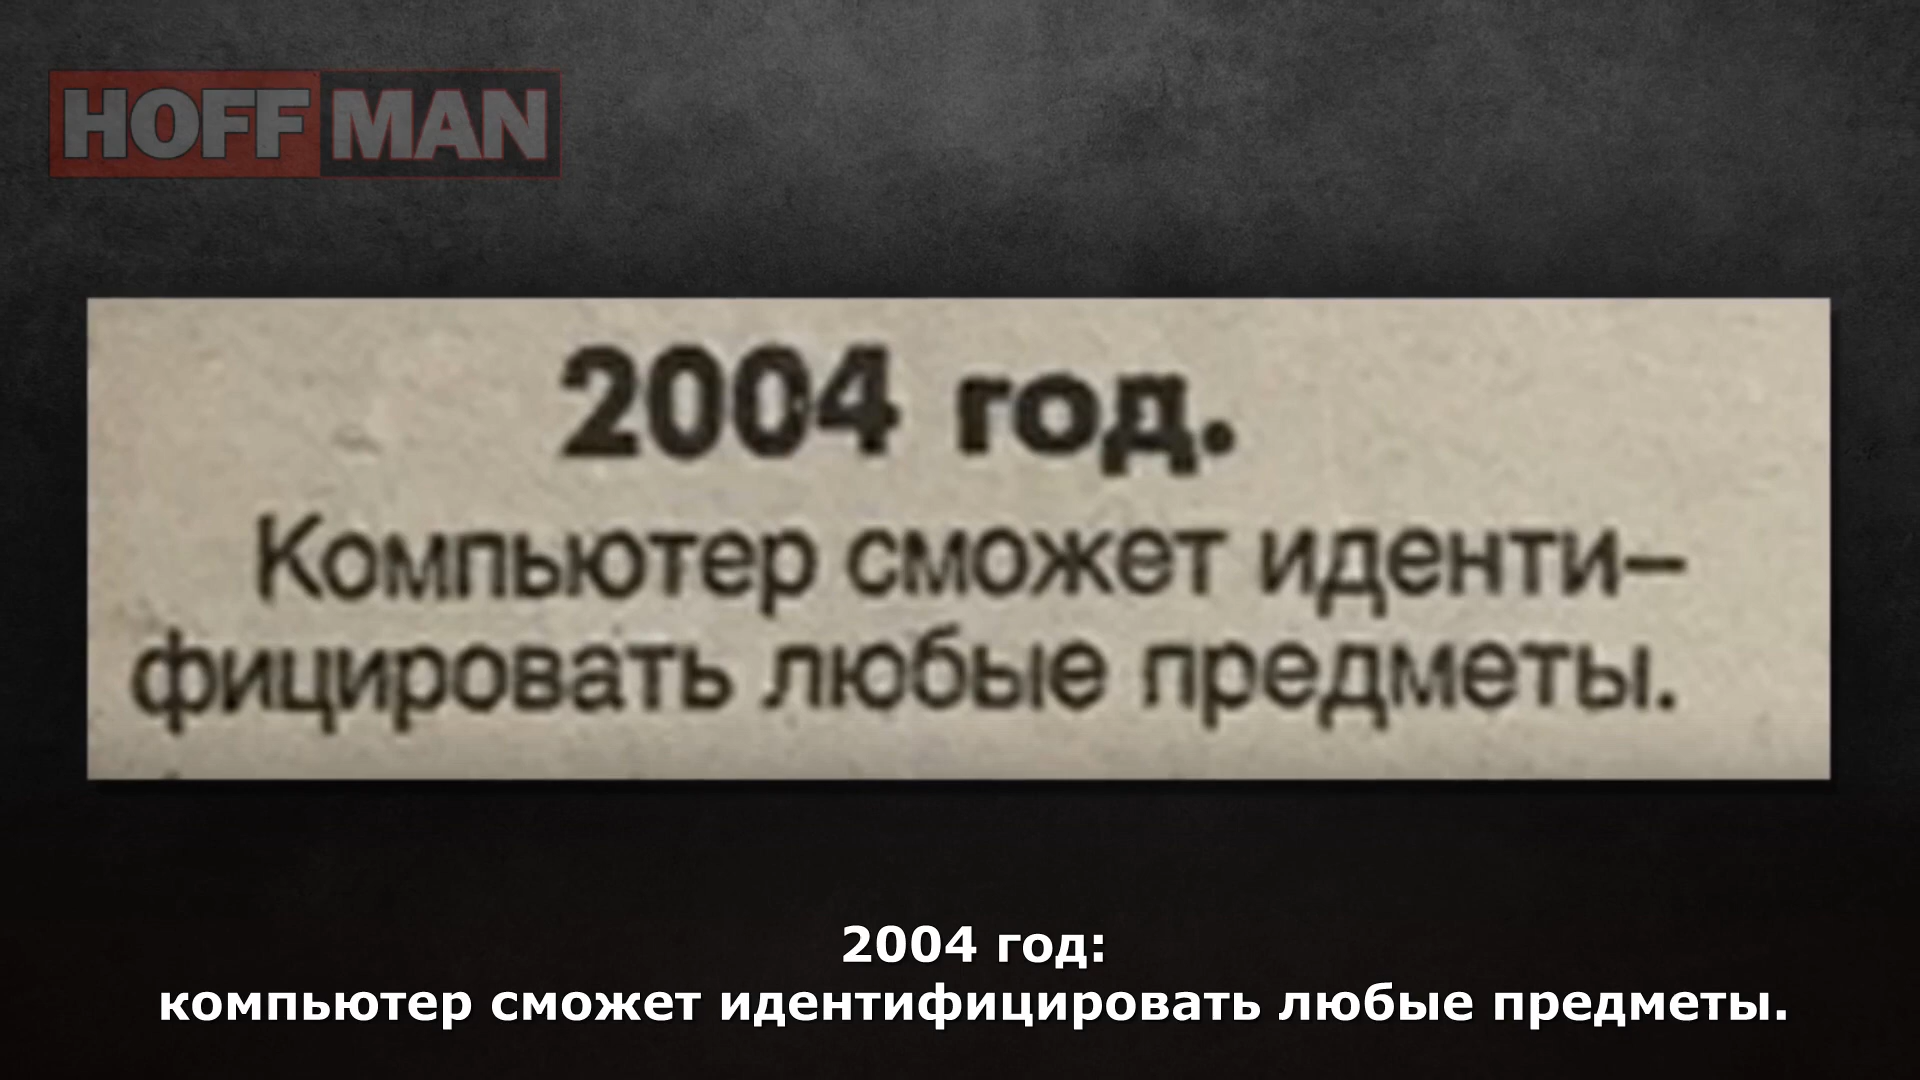 HOFFMAN
2004 год.
Компьютер сможет иденти–
фицировать любые предметы.
2004 год:
компьютер сможет идентифицировать любые предметы.